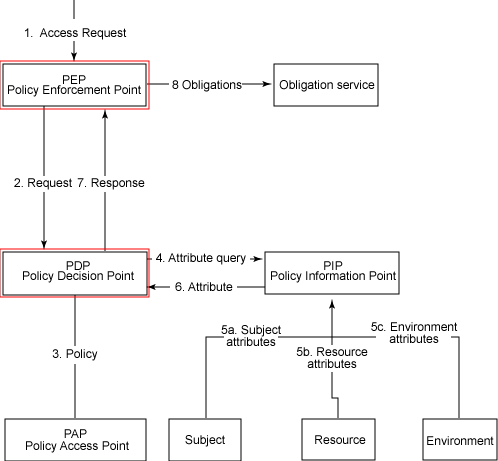 1. Access Request
PEP
Policy Enforcement Point
8 Obligations
Obligation service
2. Request
7. Response
PDP
Policy Decision Point
4. Attribute query
6. Attribute
PIP
Policy Information Point
3. Policy
5a. Subject
attributes
5b. Resource
attributes
5c. Environment
attributes
PAP
Policy Access Point
Subject
Resource
Environment